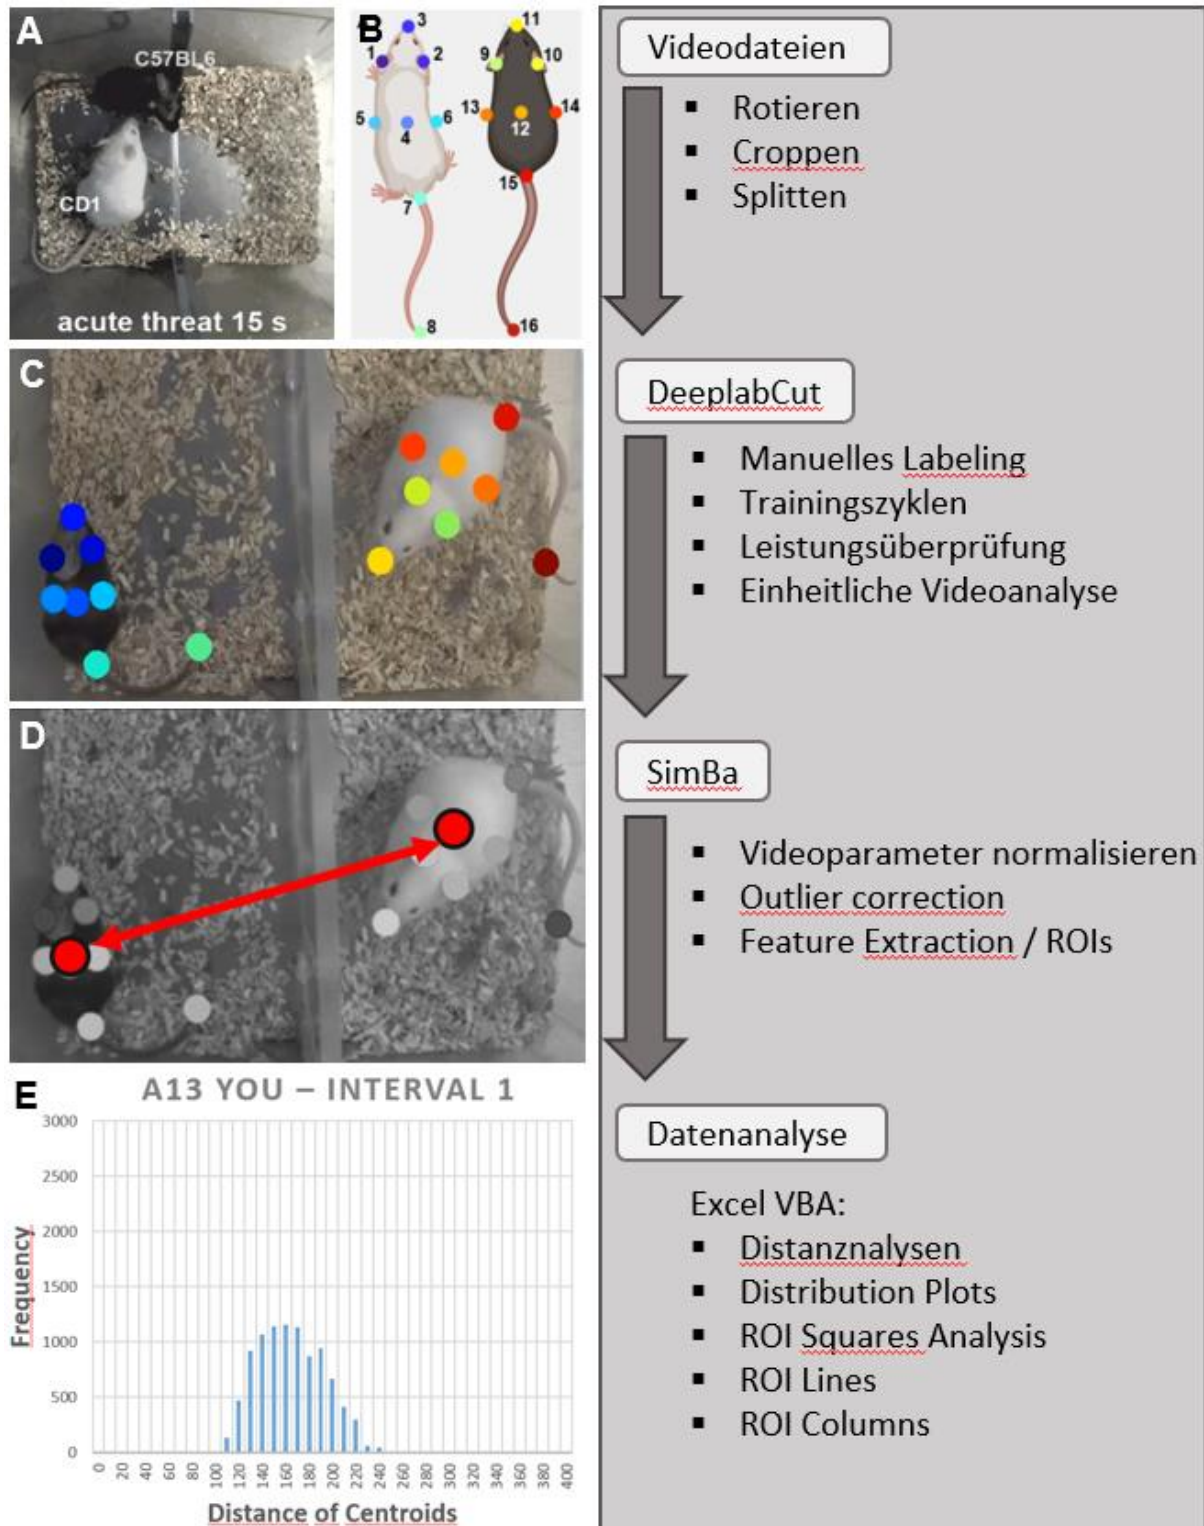 A
C57BL6
CD1
acute threat 15 s
B
3
1
2
5
4
6
7
8
11
9
10
13
12
14
15
16
C
D
E
A13 YOU – INTERVAL 1
3000
2500
2000
1500
1000
500
0
Frequency
0 20 40 60 80 100 120 140 160 180 200 220 240 260 280 300 320 340 360 380 400
Distance of Centroids
Videodateien
▪ Rotieren
▪ Croppen
▪ Splitten
DeeplabCut
▪ Manuelles Labeling
▪ Trainingszyklen
▪ Leistungsüberprüfung
▪ Einheitliche Videoanalyse
SimBa
▪ Videoparameter normalisieren
▪ Outlier correction
▪ Feature Extraction / ROIs
Datenanalyse
Excel VBA:
▪ Distanznalysen
▪ Distribution Plots
▪ ROI Squares Analysis
▪ ROI Lines
▪ ROI Columns